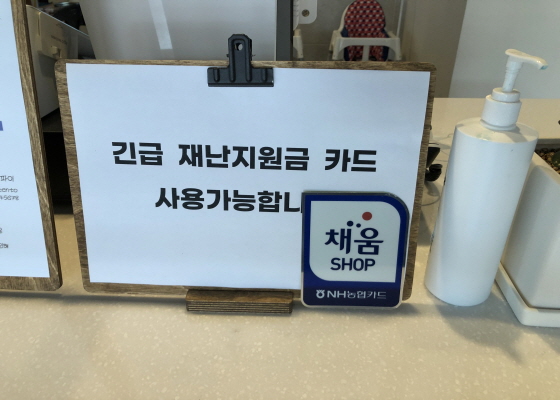 긴급 재난지원금 카드
사용가능합니
채움
SHOP
NH농협카드